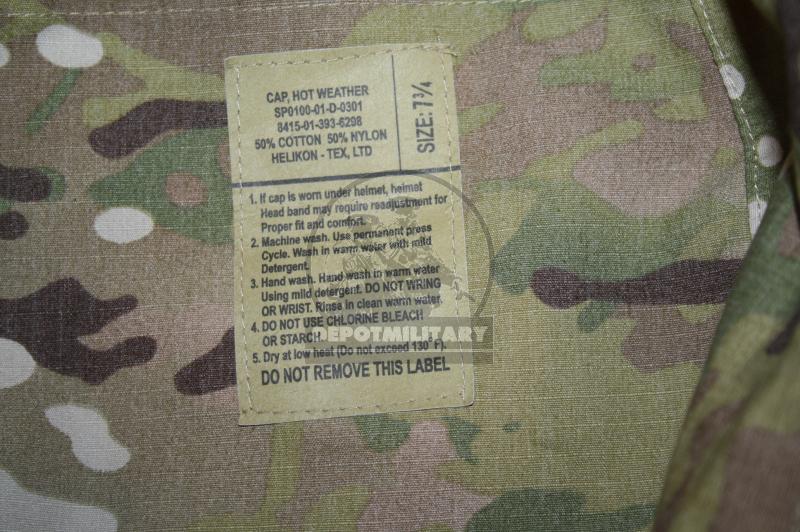 CAP, HOT WEATHER
SP0100-01-D-0301
8415-01-393-6298
50% COTTON 50% NYLON
HELIKON - TEX, LTD
SIZE: 7 3/4
1. If cap is worn under helmet, helmet
Head band may require readjustment for
Proper fit and comfort.
2. Machine wash. Use permanent press
Cycle. Wash in warm water with mild
Detergent.
3. Hand wash. Hand wash in warm water
Using mild detergent. DO NOT WRING
OR WRIST. Rinsa in clean warm water.
4. DO NOT USE CHLORINE BLEACH
OR STARCH.
5. Dry at low heat (Do not exceed 130° F).
DO NOT REMOVE THIS LABEL
DEPOTMILITARY